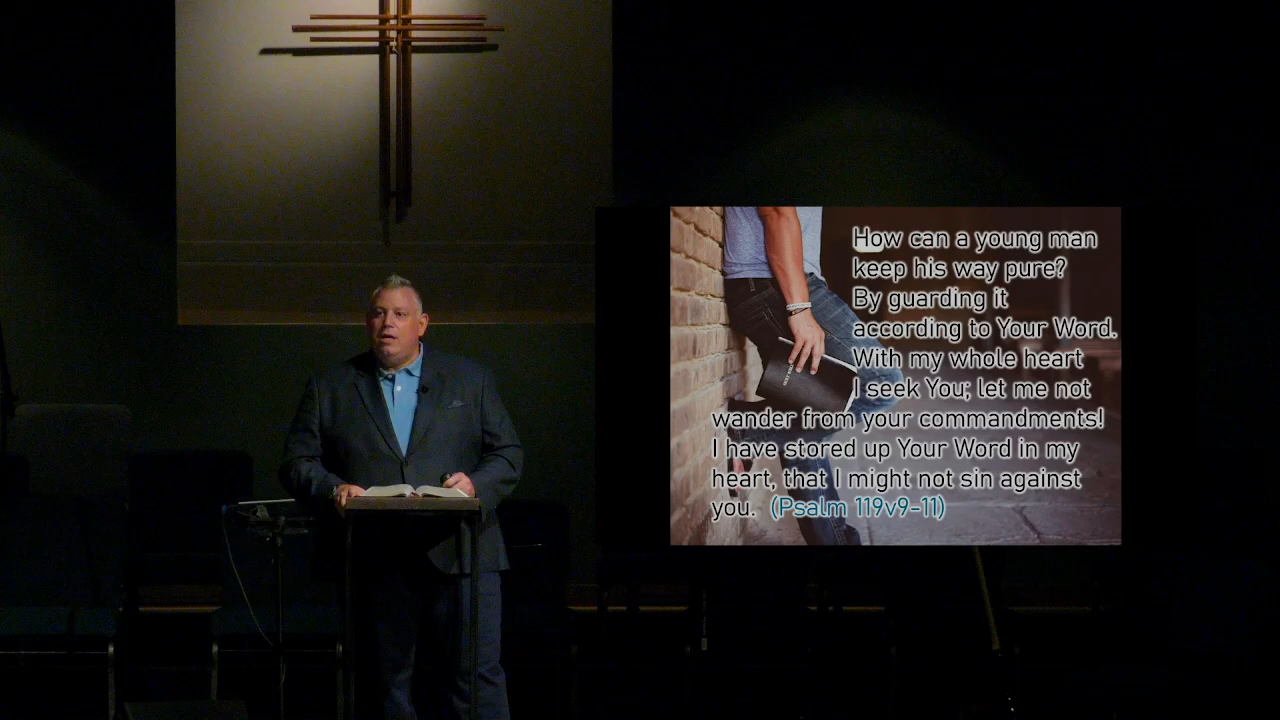 How can a young man
keep his way pure?
By guarding it
according to Your Word.
With my whole heart
I seek You; let me not
wander from your commandments!
I have stored up Your Word in my
heart, that I might not sin against
you. (Psalm 119v9-11)